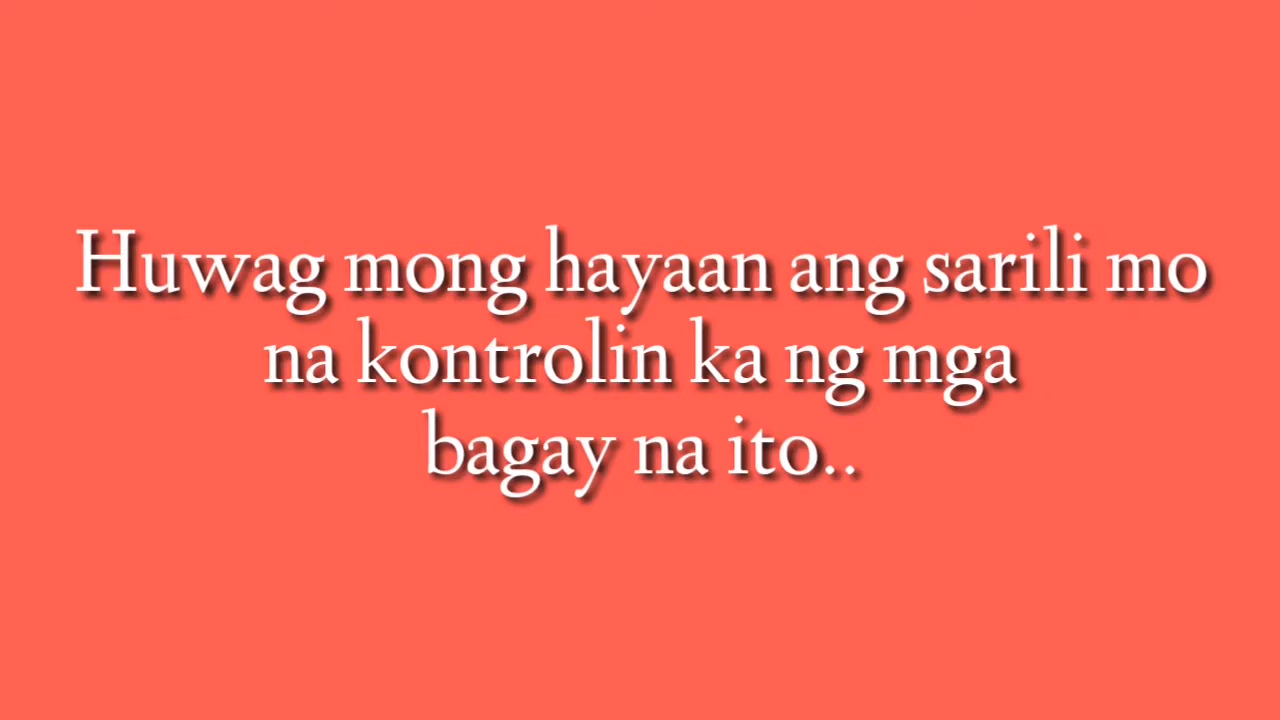 Huwag mong hayaan ang sarili mo
na kontrolin ka ng mga
bagay na ito..